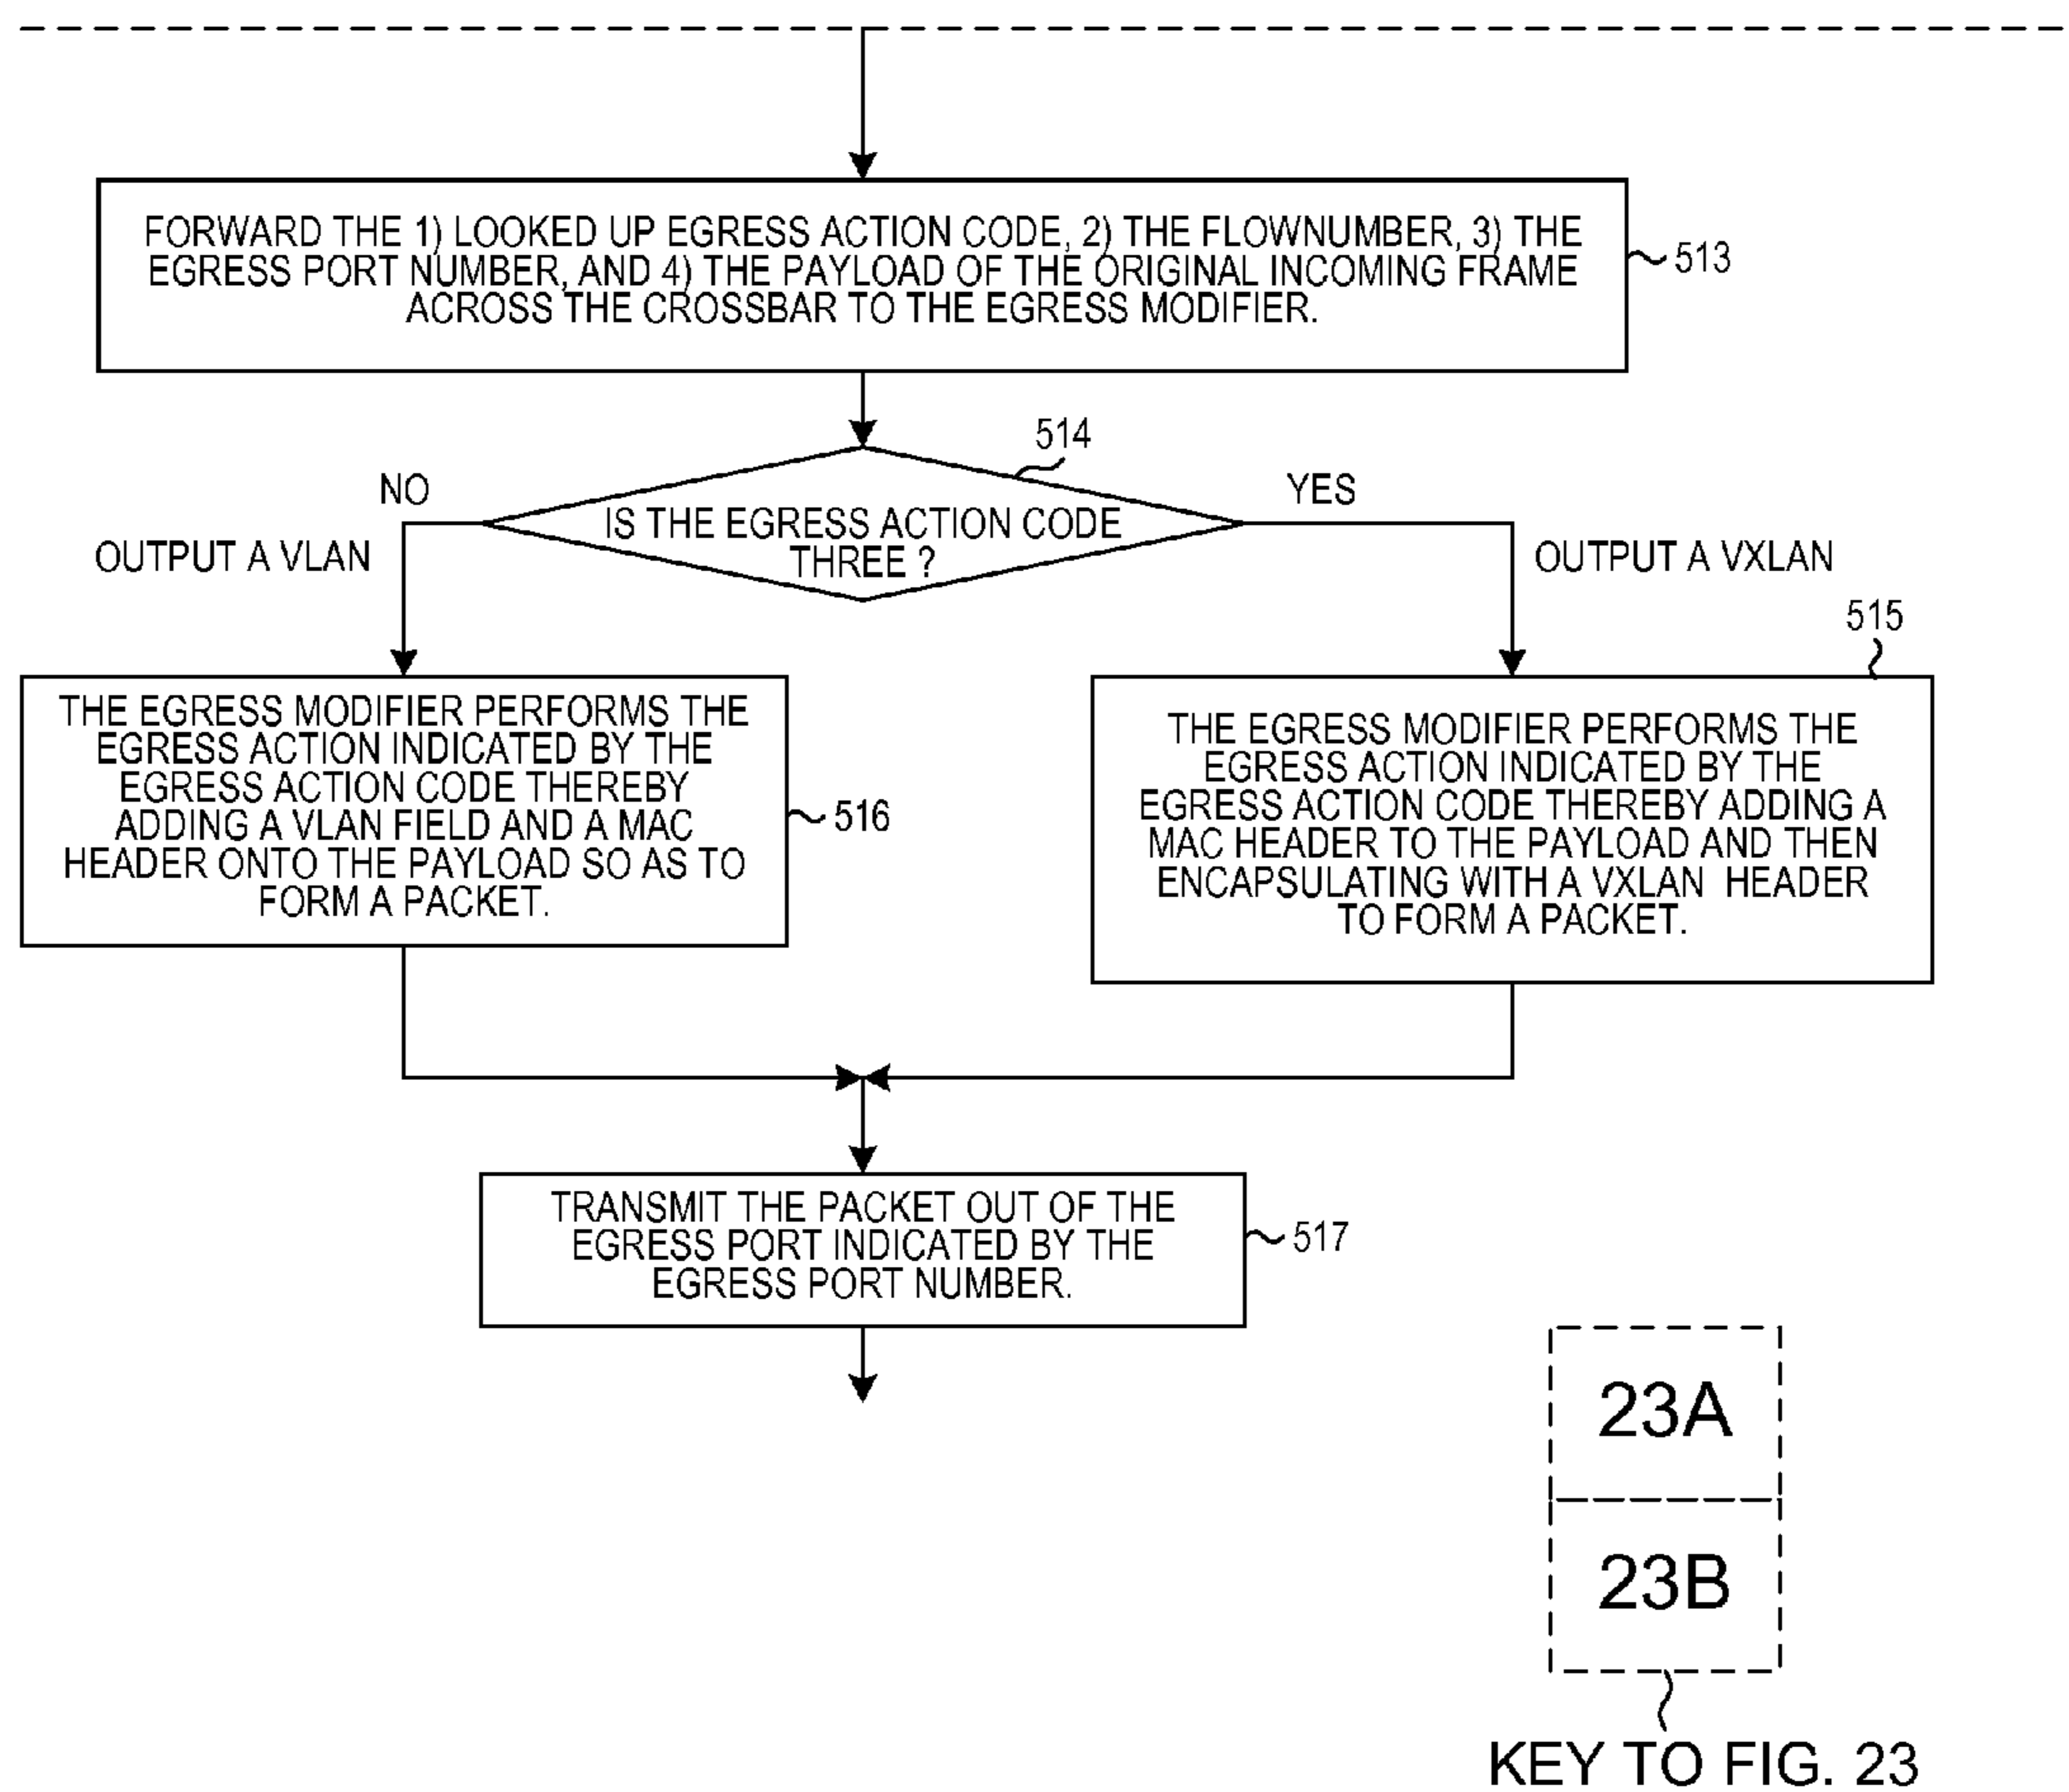 FORWARD THE 1) LOOKED UP EGRESS ACTION CODE, 2) THE FLOWNUMBER, 3) THE
EGRESS PORT NUMBER, AND 4) THE PAYLOAD OF THE ORIGINAL INCOMING FRAME
ACROSS THE CROSSBAR TO THE EGRESS MODIFIER.
513
514
NO
YES
IS THE EGRESS ACTION CODE
THREE ?
OUTPUT A VLAN
OUTPUT A VXLAN
515
THE EGRESS MODIFIER PERFORMS THE
EGRESS ACTION INDICATED BY THE
EGRESS ACTION CODE THEREBY
ADDING A VLAN FIELD AND A MAC
HEADER ONTO THE PAYLOAD SO AS TO
FORM A PACKET.
516
THE EGRESS MODIFIER PERFORMS THE
EGRESS ACTION INDICATED BY THE
EGRESS ACTION CODE THEREBY ADDING A
MAC HEADER TO THE PAYLOAD AND THEN
ENCAPSULATING WITH A VXLAN HEADER
TO FORM A PACKET.
TRANSMIT THE PACKET OUT OF THE
EGRESS PORT INDICATED BY THE
EGRESS PORT NUMBER.
517
23A
23B
KEY TO FIG. 23